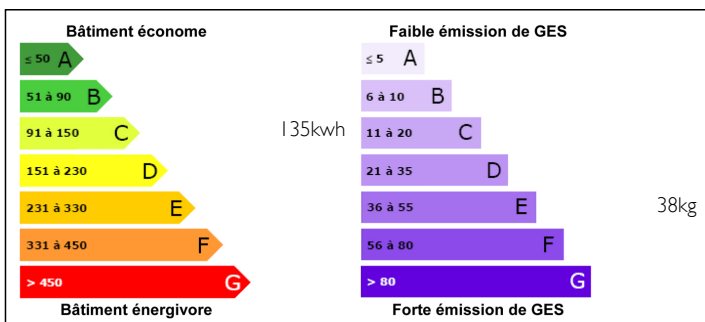 Bâtiment économe
≤ 50 A
51 à 90 B
91 à 150 C
151 à 230 D
231 à 330 E
331 à 450 F
> 450 G
Bâtiment énergivore
135kwh
Faible émission de GES
≤ 5 A
6 à 10 B
11 à 20 C
21 à 35 D
36 à 55 E
56 à 80 F
> 80 G
Forte émission de GES
38kg